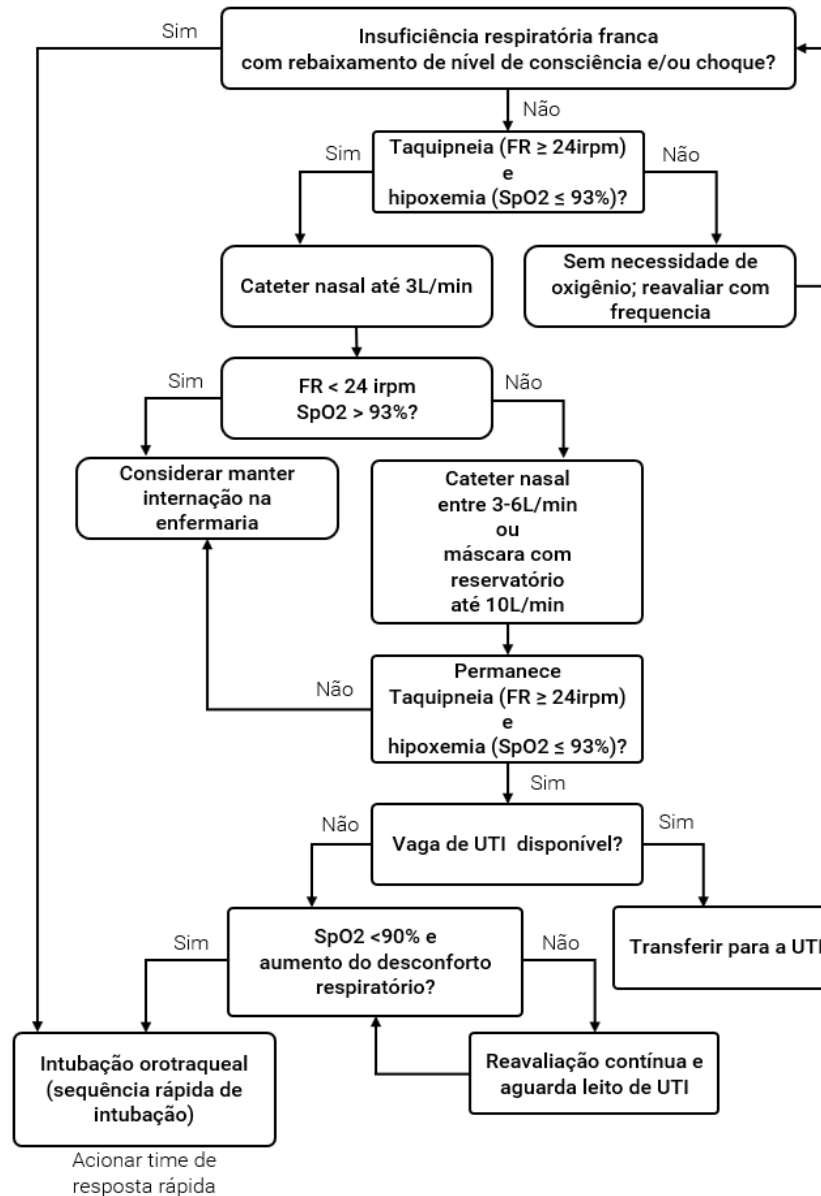 Sim
Insuficiência respiratória franca
com rebaixamento de nível de consciência e/ou choque?
Não
Sim
Taquipneia (FR ≥ 24irpm)
e
hipoxemia (SpO2 ≤ 93%)?
Não
Cateter nasal até 3L/min
Sem necessidade de
oxigênio; reavaliar com
frequencia
Sim
FR < 24 irpm
SpO2 > 93%?
Não
Considerar manter
internação na
enfermaria
Cateter nasal
entre 3-6L/min
ou
máscara com
reservatório
até 10L/min
Não
Permanece
Taquipneia (FR ≥ 24irpm)
e
hipoxemia (SpO2 ≤ 93%)?
Sim
Não
Vaga de UTI disponível?
Sim
Sim
SpO2 <90% e
aumento do desconforto
respiratório?
Não
Transferir para a UTI
Intubação orotraqueal
(sequência rápida de
intubação)
Reavaliação contínua e
aguarda leito de UTI
Acionar time de
resposta rápida